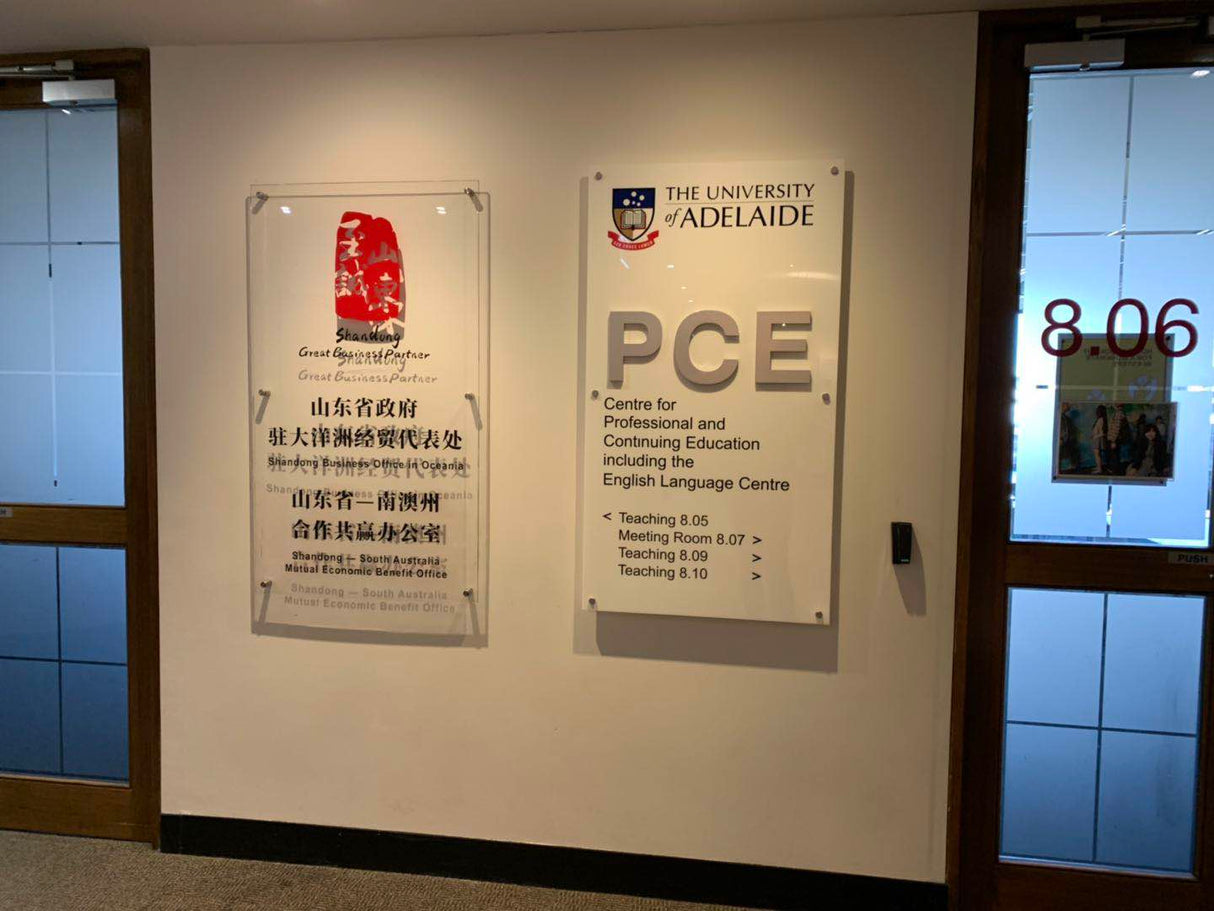 山東
至誠
Shandong
Great Business Partner
山东省政府
驻大洋洲经贸代表处
Shandong Business Office in Oceania
山东省—南澳州
合作共赢办公室
Shandong — South Australia
Mutual Economic Benefit Office
THE UNIVERSITY
of ADELAIDE
PCE
Centre for
Professional and
Continuing Education
including the
English Language Centre
< Teaching 8.05
Meeting Room 8.07 >
Teaching 8.09 >
Teaching 8.10 >
8.06
PUSH